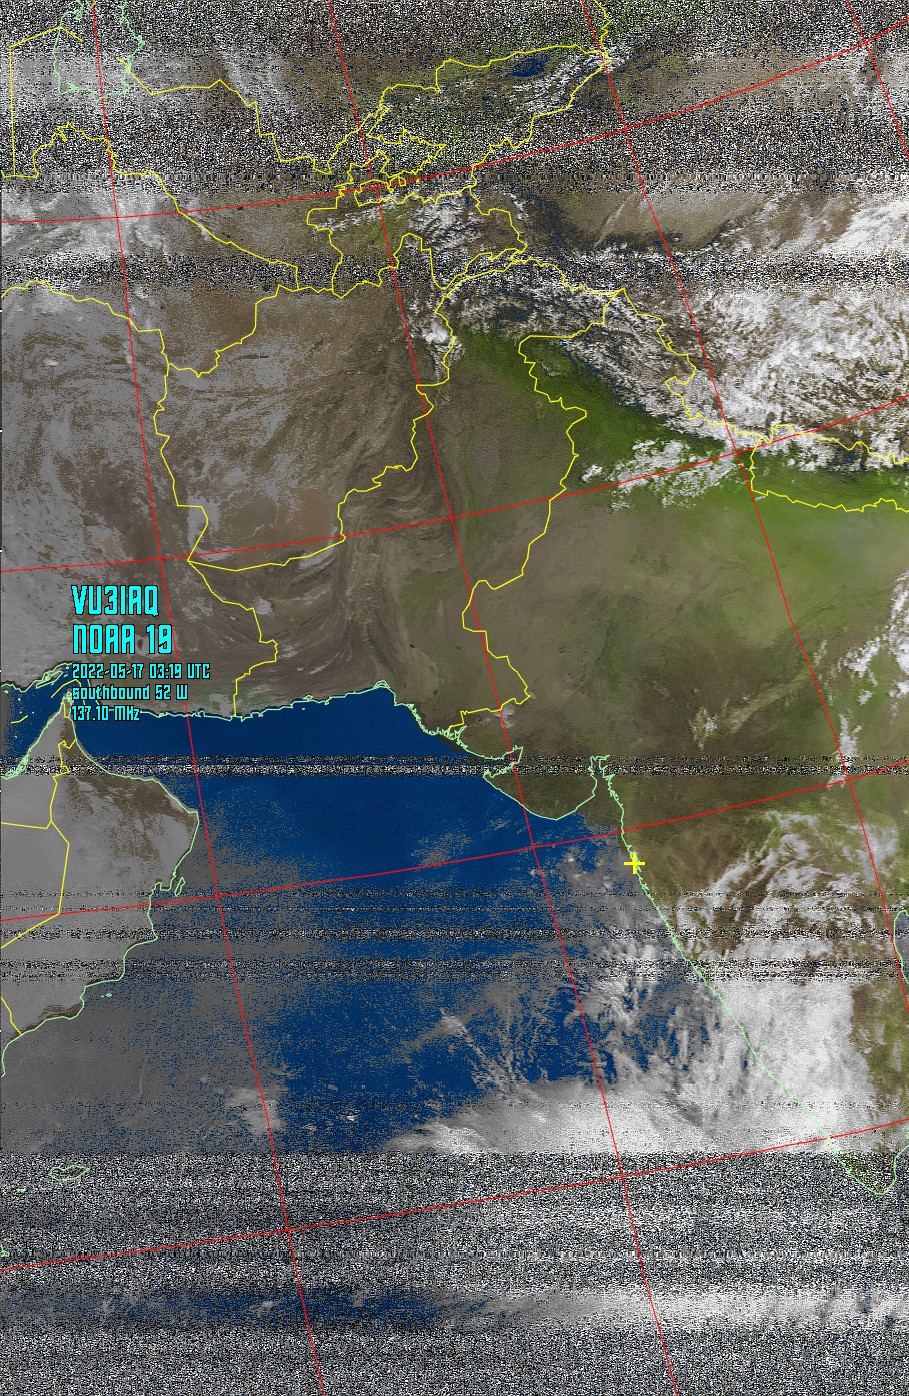 VU3IAQ
NOAA 19
2022-05-17 03:19 UTC
southbound 52 W
137.10 MHz